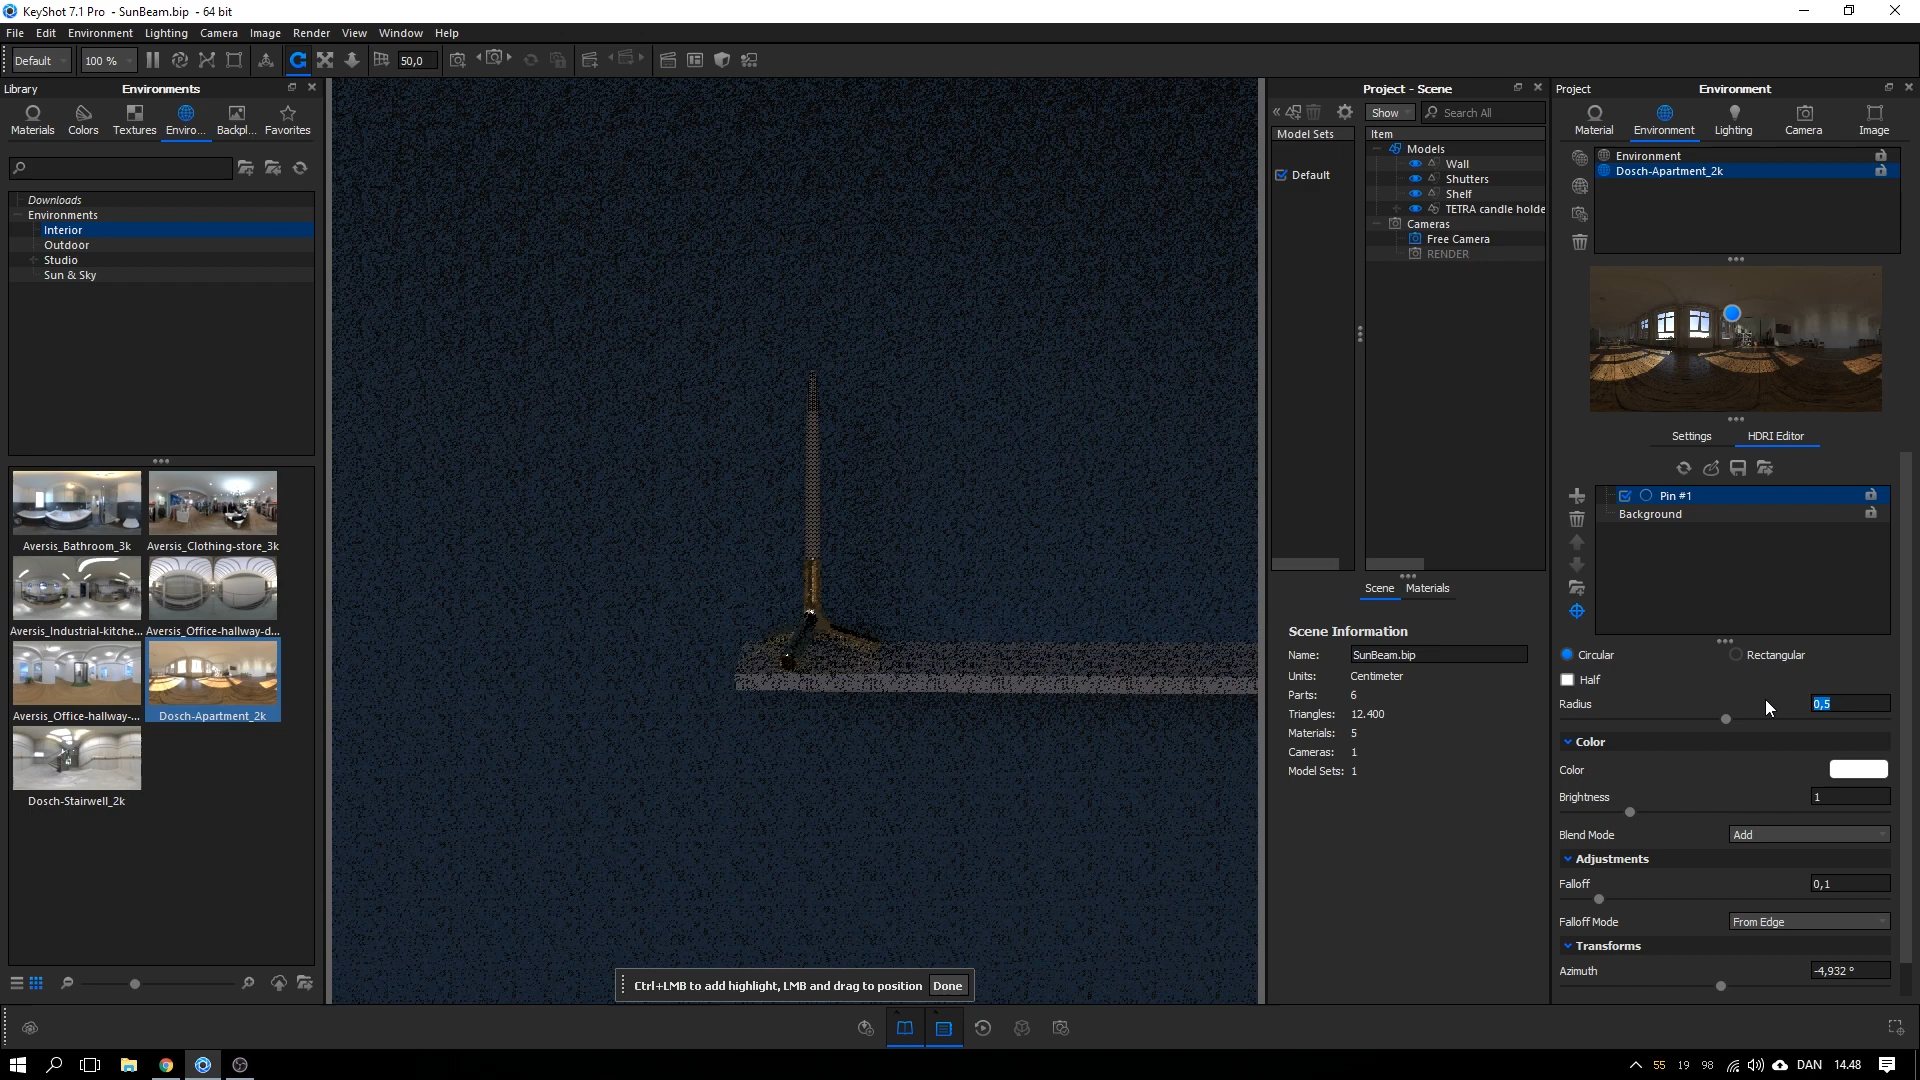 KeyShot 7.1 Pro - SunBeam.bip - 64 bit
File Edit Environment Lighting Camera Image Render View Window Help
Default 100 % 50,0
Library Environments
Materials Colors Textures Enviro... Backpl... Favorites
Downloads
Environments
Interior
Outdoor
Studio
Sun & Sky
Aversis_Bathroom_3k Aversis_Clothing-store_3k
Aversis_Industrial-kitche... Aversis_Office-hallway-d...
Aversis_Office-hallway-... Dosch-Apartment_2k
Dosch-Stairwell_2k
Ctrl+LMB to add highlight, LMB and drag to position Done
Project - Scene
Show Search All
Model Sets Item
Default
Models
Wall
Shutters
Shelf
TETRA candle holde
Cameras
Free Camera
RENDER
Scene Materials
Scene Information
Name: SunBeam.bip
Units: Centimeter
Parts: 6
Triangles: 12.400
Materials: 5
Cameras: 1
Model Sets: 1
Project Environment
Material Environment Lighting Camera Image
Environment
Dosch-Apartment_2k
Settings HDRI Editor
Pin #1
Background
Circular Rectangular
Half
Radius 0,5
Color
Color
Brightness 1
Blend Mode Add
Adjustments
Falloff 0,1
Falloff Mode From Edge
Transforms
Azimuth -4,932 °
55 19 98 DAN 14.48